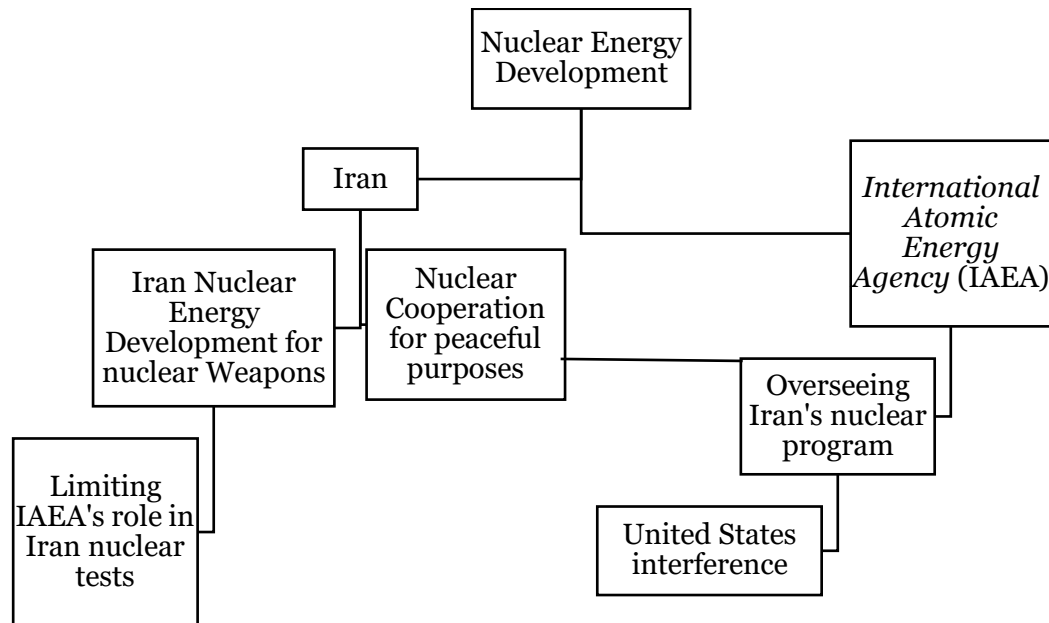 Nuclear Energy
Development
Iran
International
Atomic
Energy
Agency (IAEA)
Iran Nuclear
Energy
Development for
nuclear Weapons
Nuclear
Cooperation
for peaceful
purposes
Overseeing
Iran's nuclear
program
Limiting
IAEA's role in
Iran nuclear
tests
United States
interference